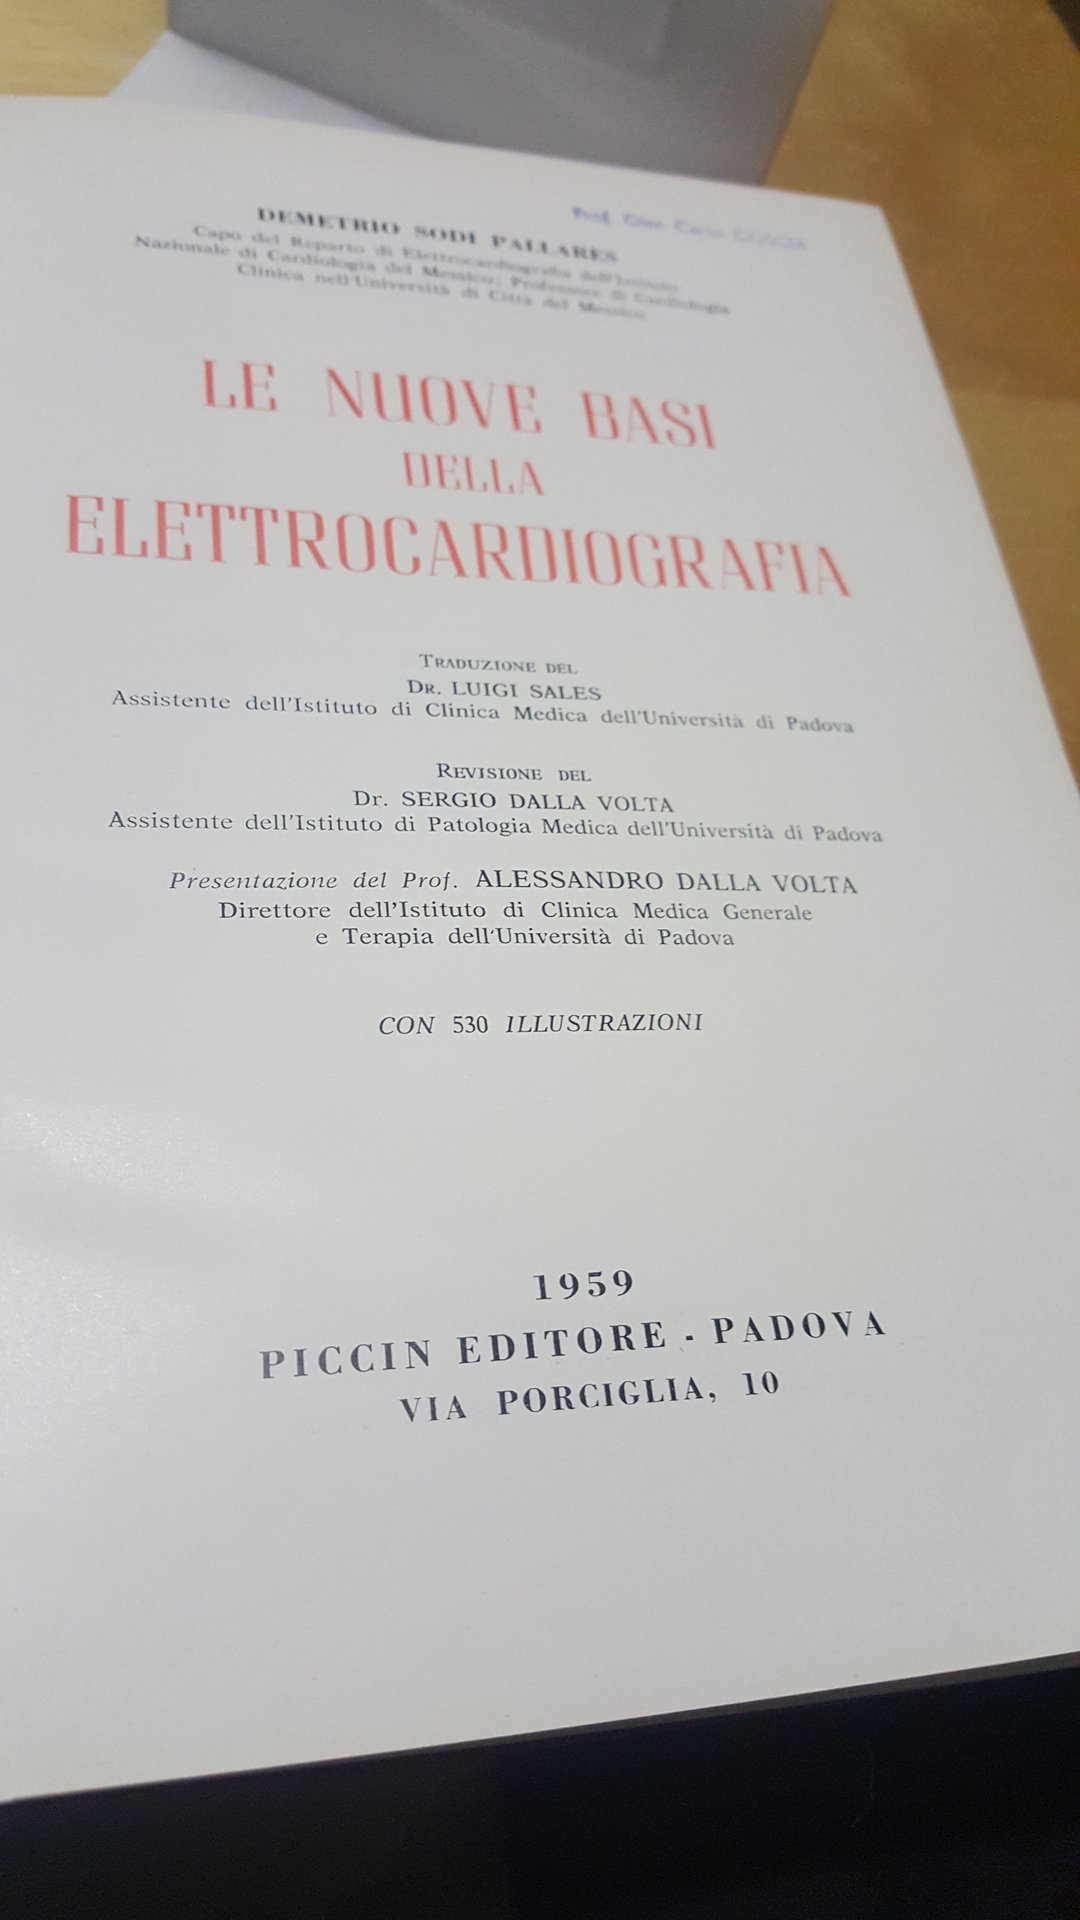 DEMETRIO SODI PALLARES
Capo del Reparto di Elettrocardiografia dell'Istituto
Nazionale di Cardiologia del Messico; Professore di Cardiologia
Clinica nell'Università di Città del Messico
Prof. Gian Carlo
LE NUOVE BASI
DELLA
ELETTROCARDIOGRAFIA
TRADUZIONE DEL
DR. LUIGI SALES
Assistente dell'Istituto di Clinica Medica dell'Università di Padova
REVISIONE DEL
Dr. SERGIO DALLA VOLTA
Assistente dell'Istituto di Patologia Medica dell'Università di Padova
Presentazione del Prof. ALESSANDRO DALLA VOLTA
Direttore dell'Istituto di Clinica Medica Generale
e Terapia dell'Università di Padova
CON 530 ILLUSTRAZIONI
1959
PICCIN EDITORE - PADOVA
VIA PORCIGLIA, 10